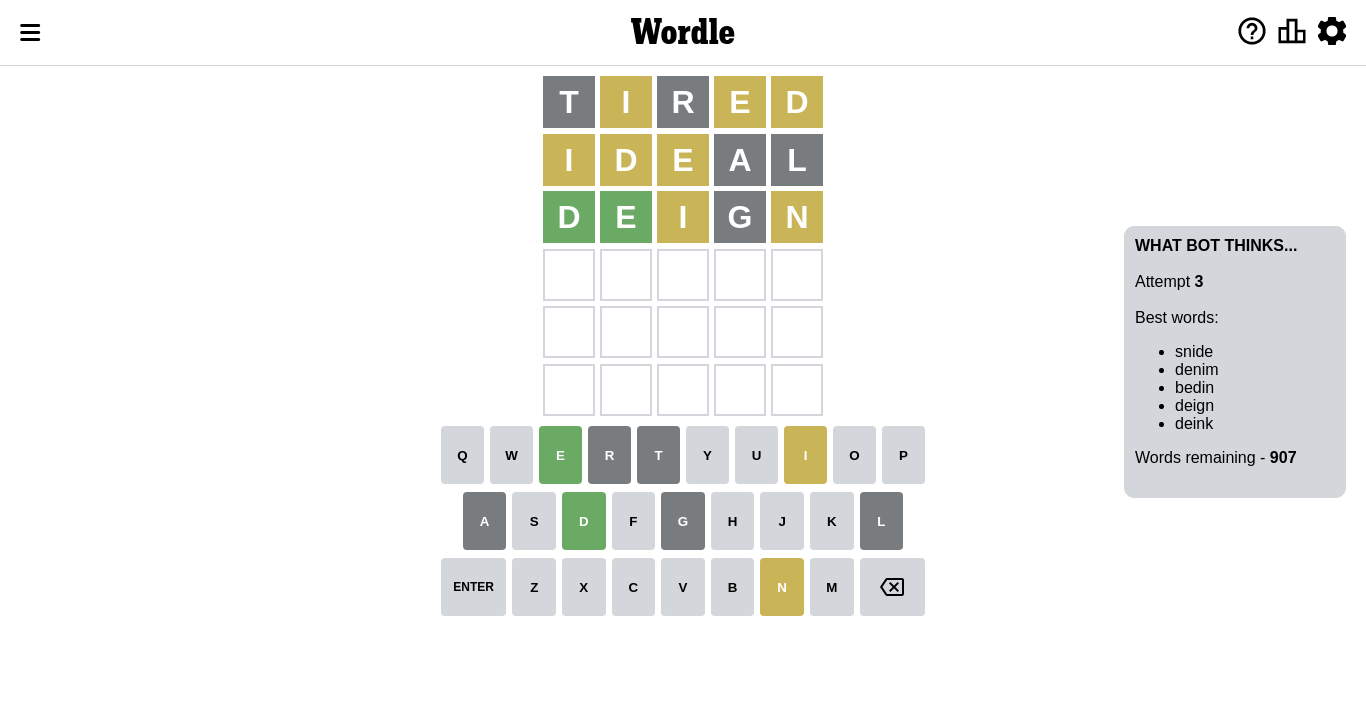 Wordle
T I R E D
I D E A L
D E I G N
Q W E R T Y U I O P
A S D F G H J K L
ENTER Z X C V B N M
WHAT BOT THINKS...
Attempt 3
Best words:
snide
denim
bedin
deign
deink
Words remaining - 907